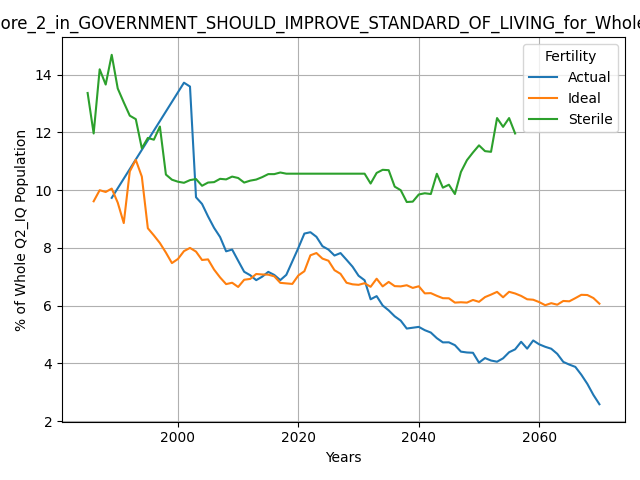 ore_2_in_GOVERNMENT_SHOULD_IMPROVE_STANDARD_OF_LIVING_for_Whole
Fertility
Actual
Ideal
Sterile
% of Whole Q2_IQ Population
14
12
10
8
6
4
2
2000
2020
2040
2060
Years